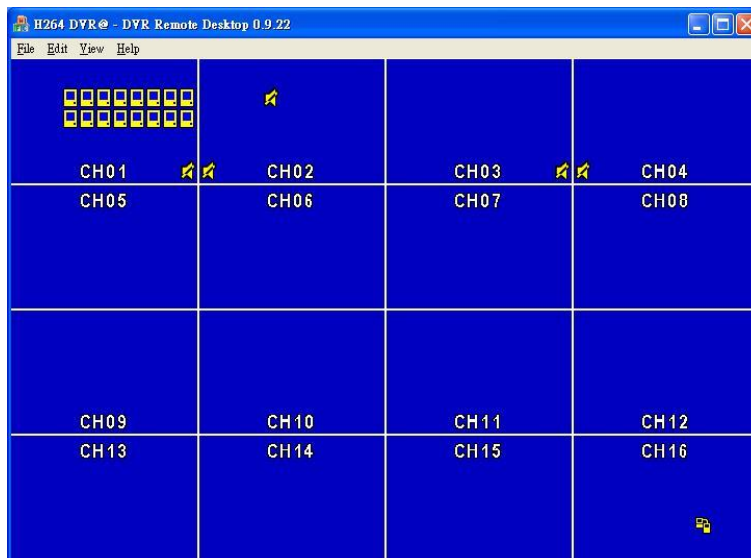 H264 DVR@ - DVR Remote Desktop 0.9.22
File Edit View Help
CH01 CH02 CH03 CH04
CH05 CH06 CH07 CH08
CH09 CH10 CH11 CH12
CH13 CH14 CH15 CH16